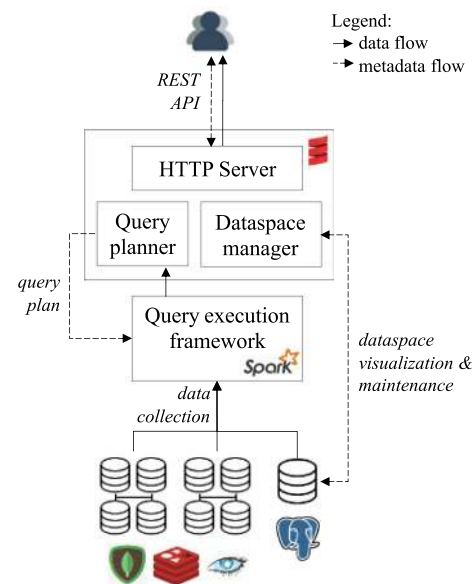 Legend:
data flow
metadata flow
REST
API
HTTP Server
Query
planner
Dataspace
manager
query
plan
Query execution
framework
Spark
dataspace
visualization &
maintenance
data
collection